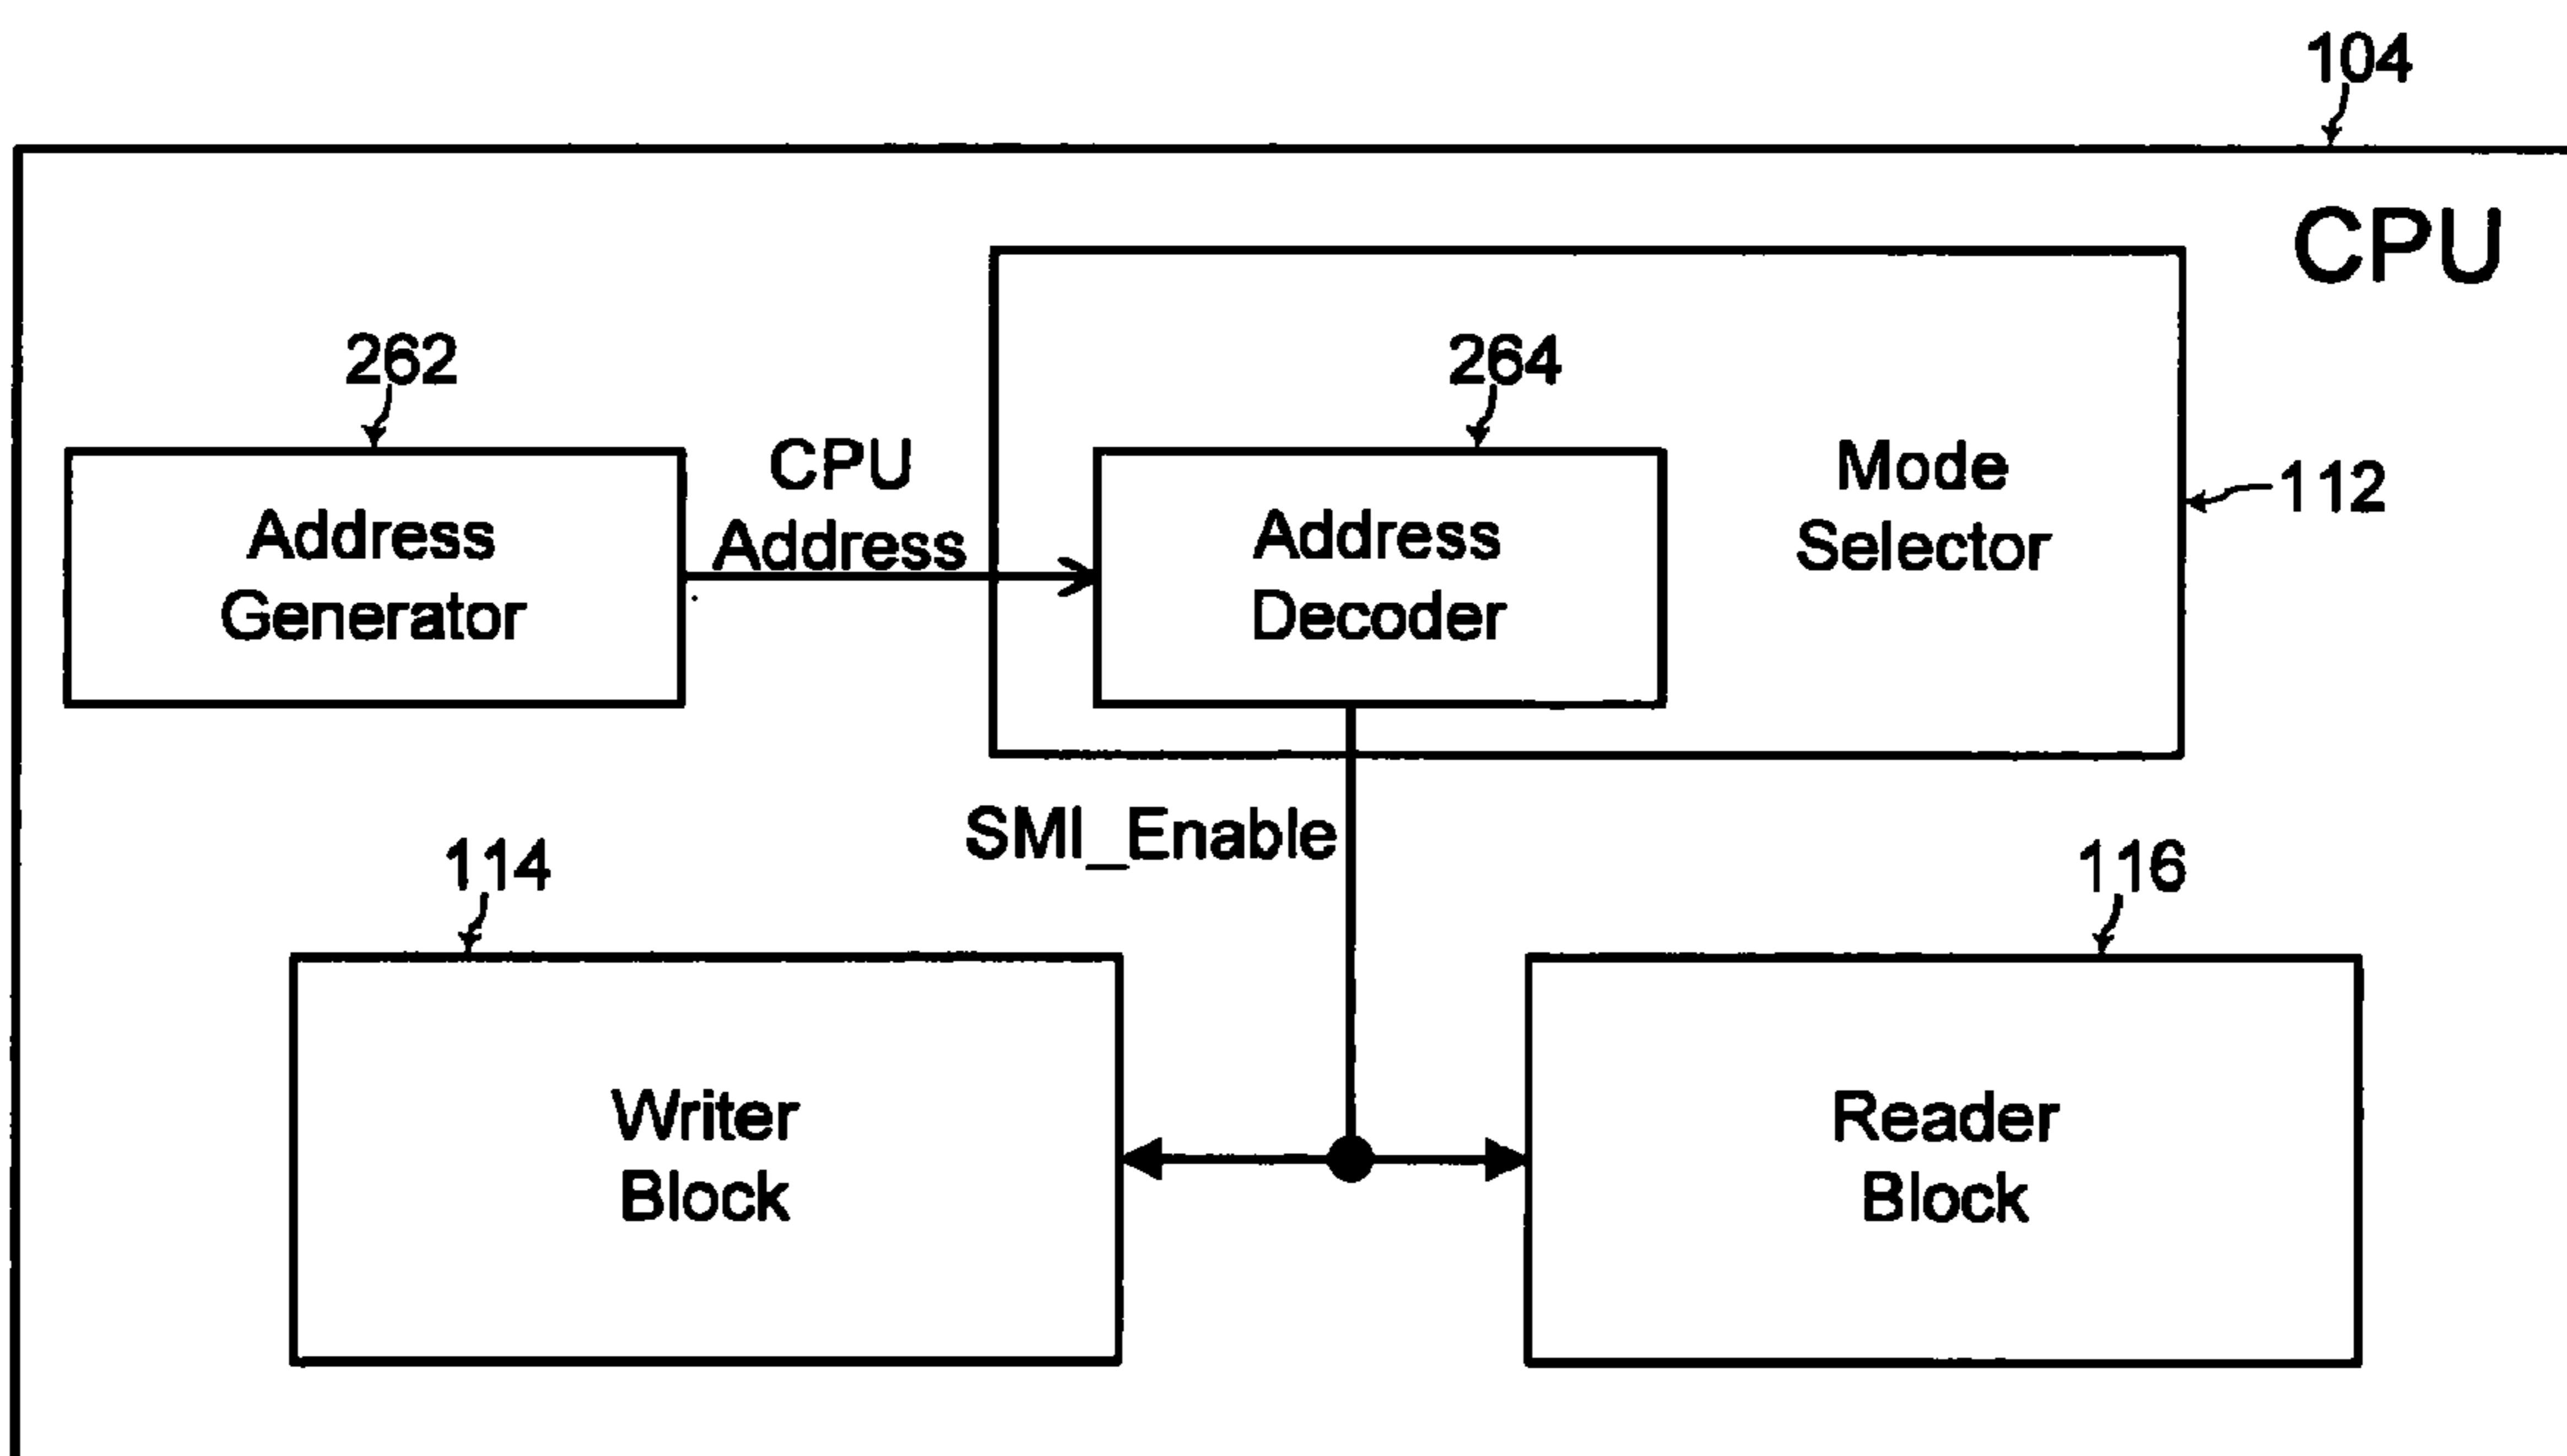 104
CPU
262
264
CPU
Address
Address
Generator
Address
Decoder
Mode
Selector
112
SMI_Enable
114
116
Writer
Block
Reader
Block